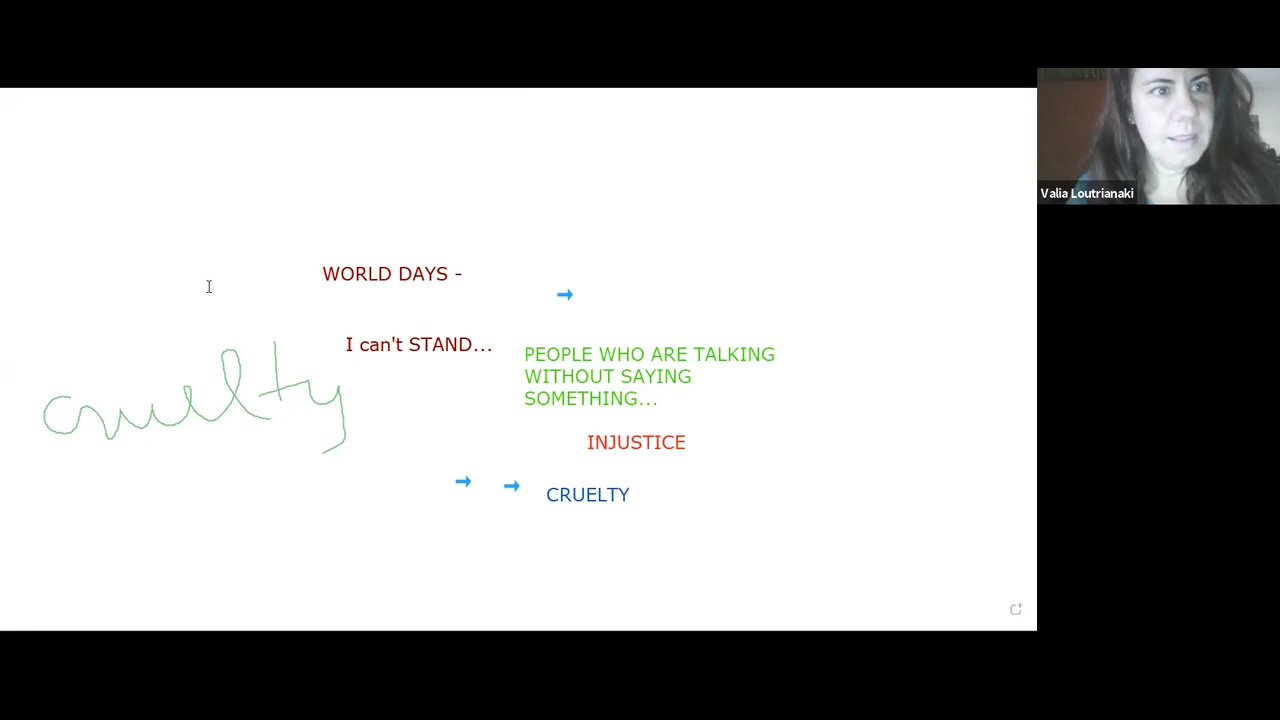 Valia Loutrianaki
WORLD DAYS -
I can't STAND...
PEOPLE WHO ARE TALKING
WITHOUT SAYING
SOMETHING...
cruelty
INJUSTICE
CRUELTY